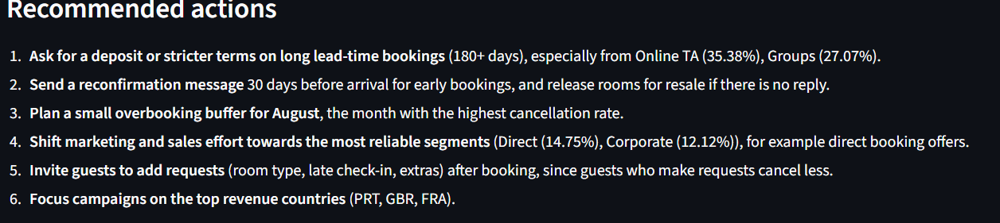 Recommended actions
1. Ask for a deposit or stricter terms on long lead-time bookings (180+ days), especially from Online TA (35.38%), Groups (27.07%).
2. Send a reconfirmation message 30 days before arrival for early bookings, and release rooms for resale if there is no reply.
3. Plan a small overbooking buffer for August, the month with the highest cancellation rate.
4. Shift marketing and sales effort towards the most reliable segments (Direct (14.75%), Corporate (12.12%)), for example direct booking offers.
5. Invite guests to add requests (room type, late check-in, extras) after booking, since guests who make requests cancel less.
6. Focus campaigns on the top revenue countries (PRT, GBR, FRA).